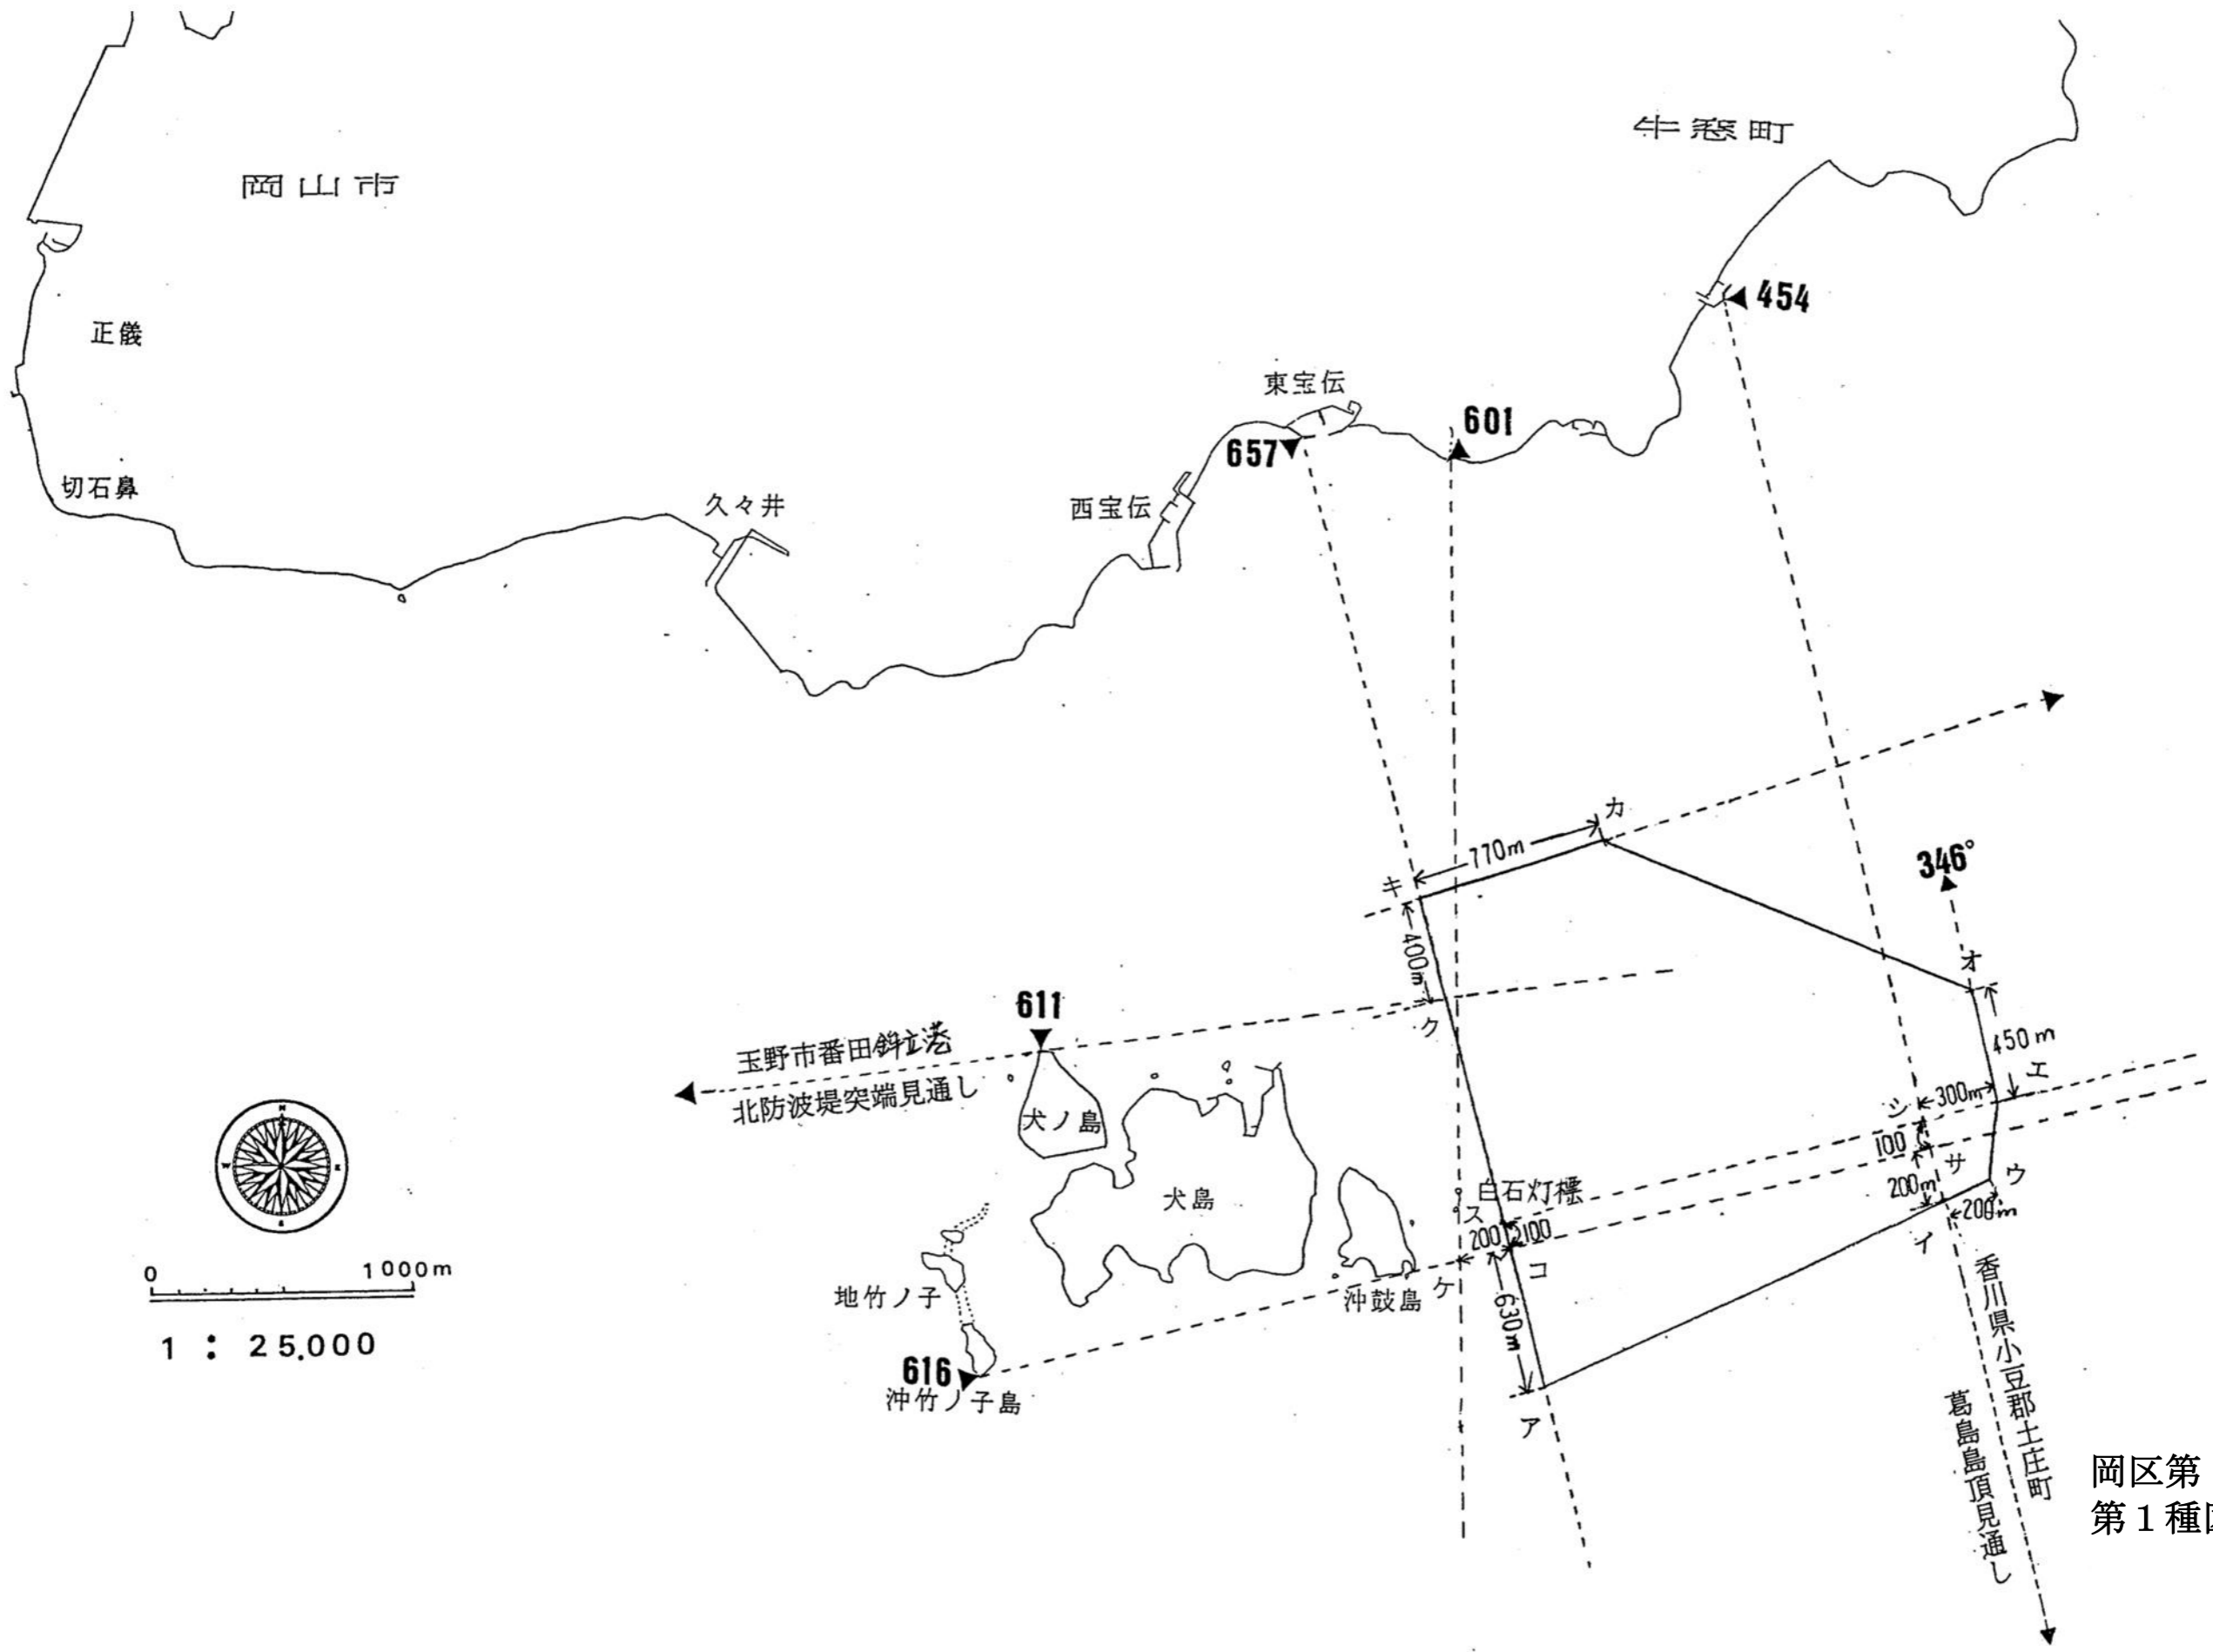 牛窓町
岡山市
454
正儀
東宝伝
601
657
切石鼻
久々井
西宝伝
カ
770m
346°
キ
400m
オ
611
ク
450m
玉野市番田鉾立港
北防波堤突端見通し
エ
300m
シ
犬ノ島
100
サ
ウ
白石灯標
犬島
ス
200m
200m
200
100
イ
コ
0
1000m
地竹ノ子
沖鼓島
ケ
630m
1 : 25,000
616
沖竹ノ子島
ア
香川県小豆郡土庄町
葛島島頂見通し
岡区第
第1種